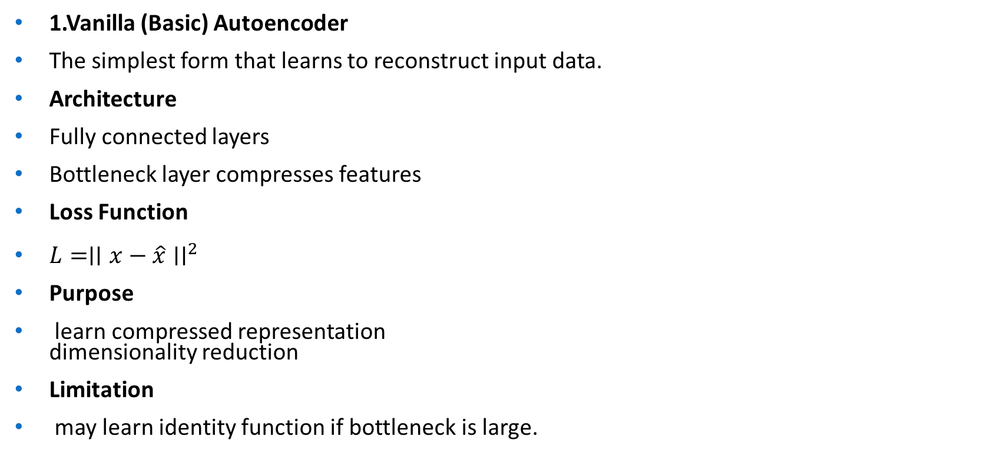 • 1.Vanilla (Basic) Autoencoder
• The simplest form that learns to reconstruct input data.
• Architecture
• Fully connected layers
• Bottleneck layer compresses features
• Loss Function
• L =|| x − x̂ ||²
• Purpose
• learn compressed representation
dimensionality reduction
• Limitation
• may learn identity function if bottleneck is large.